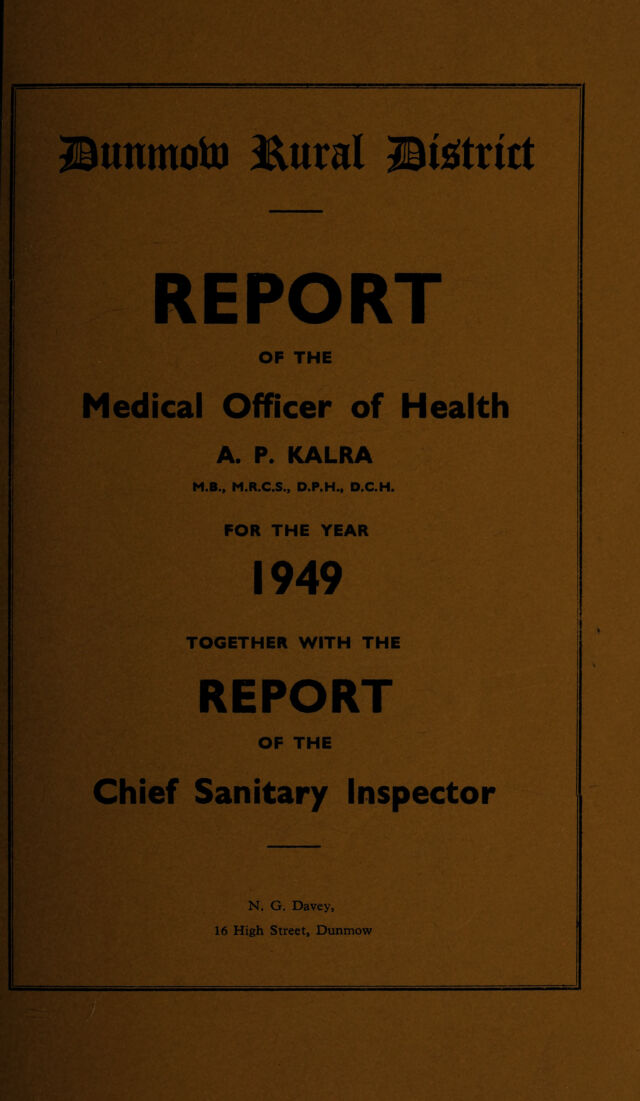 Dunmow Rural District
REPORT
OF THE
Medical Officer of Health
A. P. KALRA
M.B., M.R.C.S., D.P.H., D.C.H.
FOR THE YEAR
1949
TOGETHER WITH THE
REPORT
OF THE
Chief Sanitary Inspector
N. G. Davey,
16 High Street, Dunmow